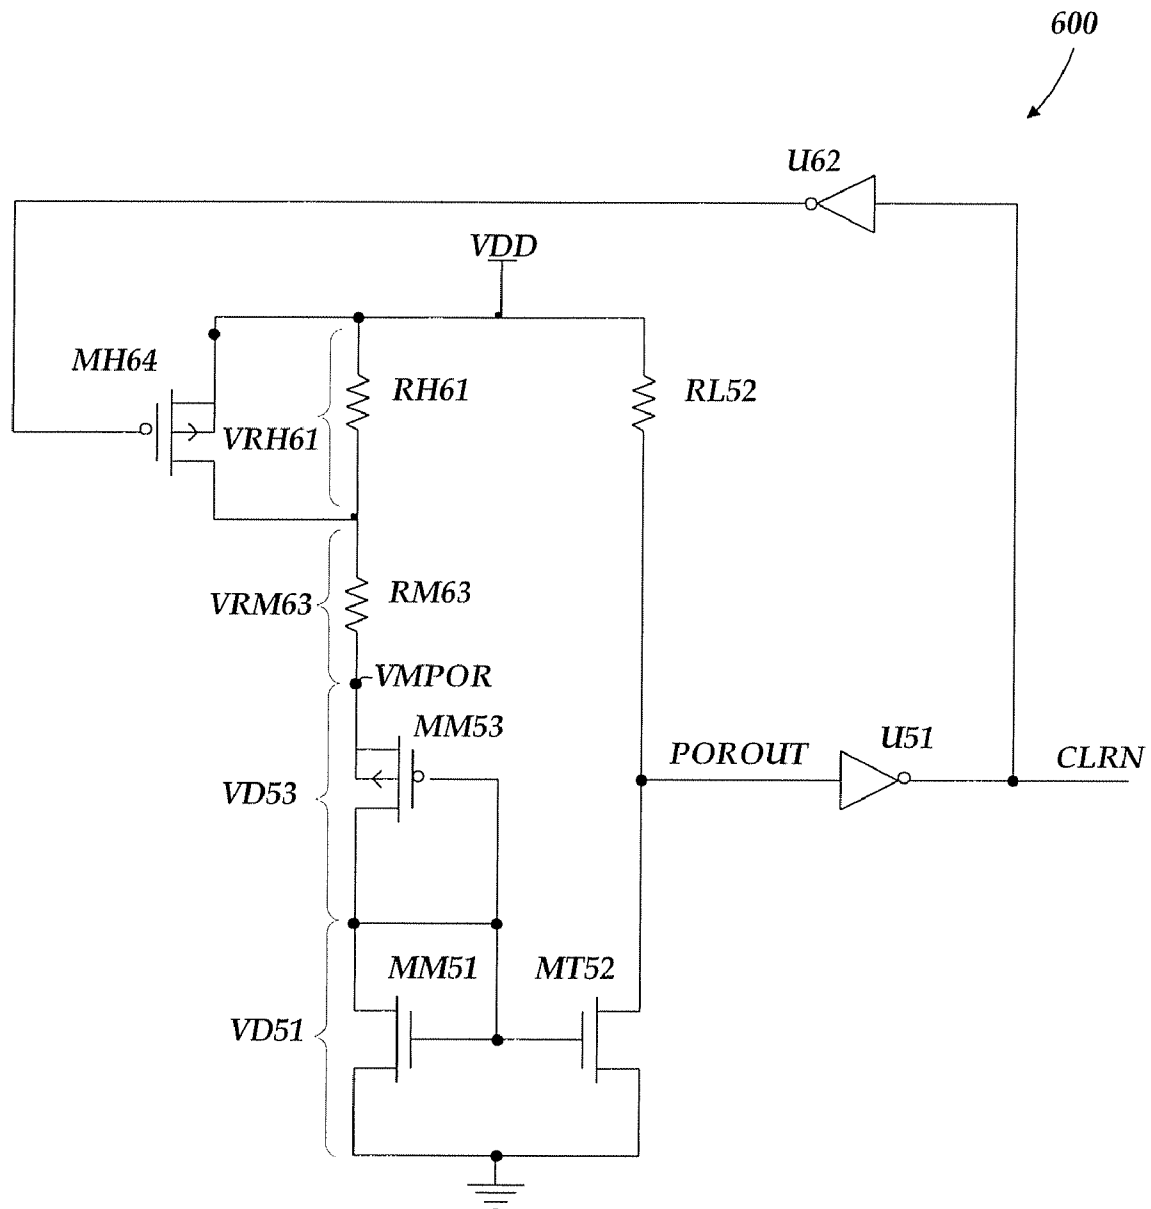 600
U62
VDD
MH64
RH61
RL52
VRH61
RM63
VRM63
VMPOR
MM53
U51
POROUT
CLRN
VD53
MM51
MT52
VD51